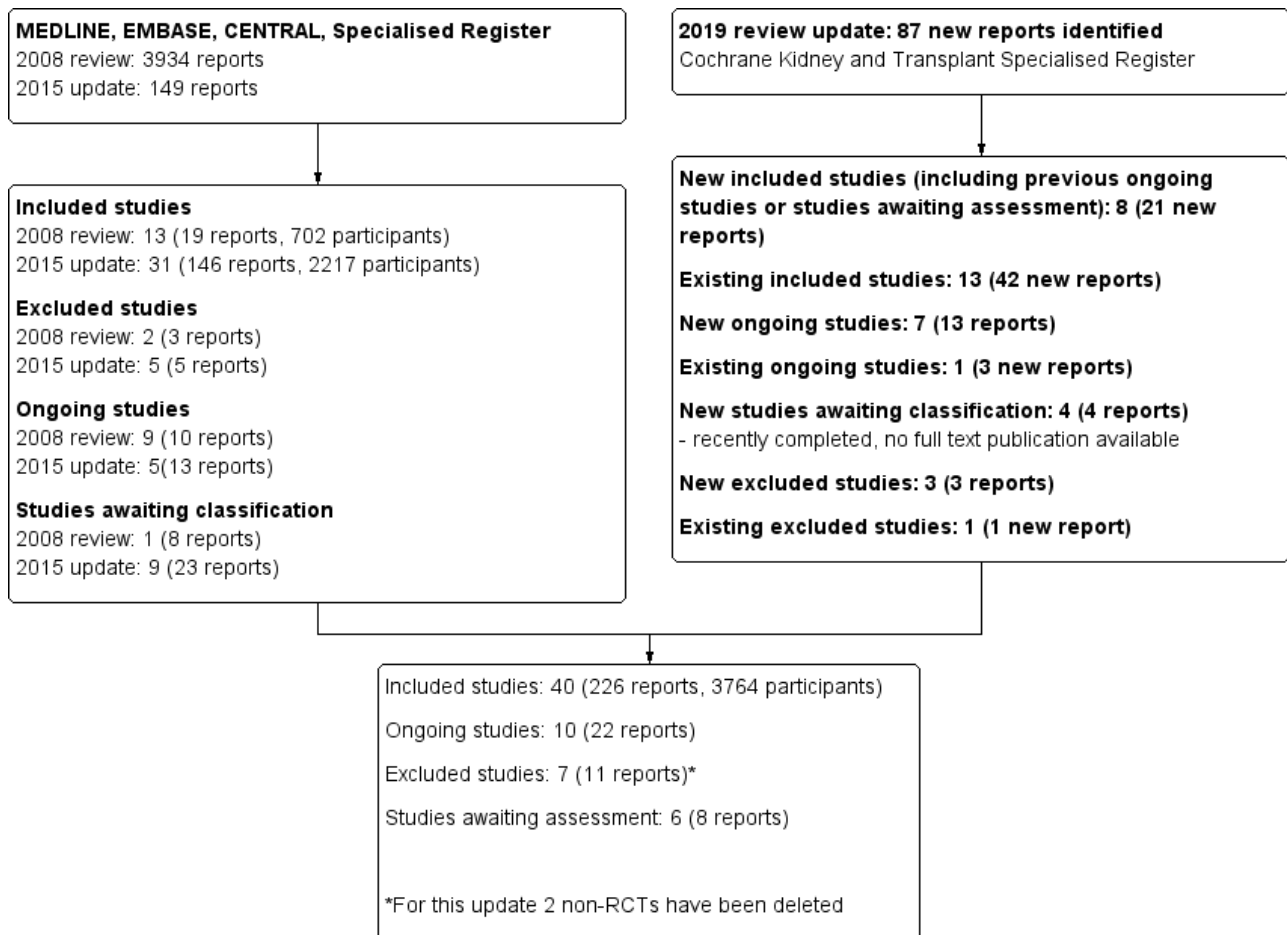 MEDLINE, EMBASE, CENTRAL, Specialised Register
2008 review: 3934 reports
2015 update: 149 reports
2019 review update: 87 new reports identified
Cochrane Kidney and Transplant Specialised Register
Included studies
2008 review: 13 (19 reports, 702 participants)
2015 update: 31 (146 reports, 2217 participants)
Excluded studies
2008 review: 2 (3 reports)
2015 update: 5 (5 reports)
Ongoing studies
2008 review: 9 (10 reports)
2015 update: 5(13 reports)
Studies awaiting classification
2008 review: 1 (8 reports)
2015 update: 9 (23 reports)
New included studies (including previous ongoing
studies or studies awaiting assessment): 8 (21 new
reports)
Existing included studies: 13 (42 new reports)
New ongoing studies: 7 (13 reports)
Existing ongoing studies: 1 (3 new reports)
New studies awaiting classification: 4 (4 reports)
- recently completed, no full text publication available
New excluded studies: 3 (3 reports)
Existing excluded studies: 1 (1 new report)
Included studies: 40 (226 reports, 3764 participants)
Ongoing studies: 10 (22 reports)
Excluded studies: 7 (11 reports)*
Studies awaiting assessment: 6 (8 reports)
*For this update 2 non-RCTs have been deleted